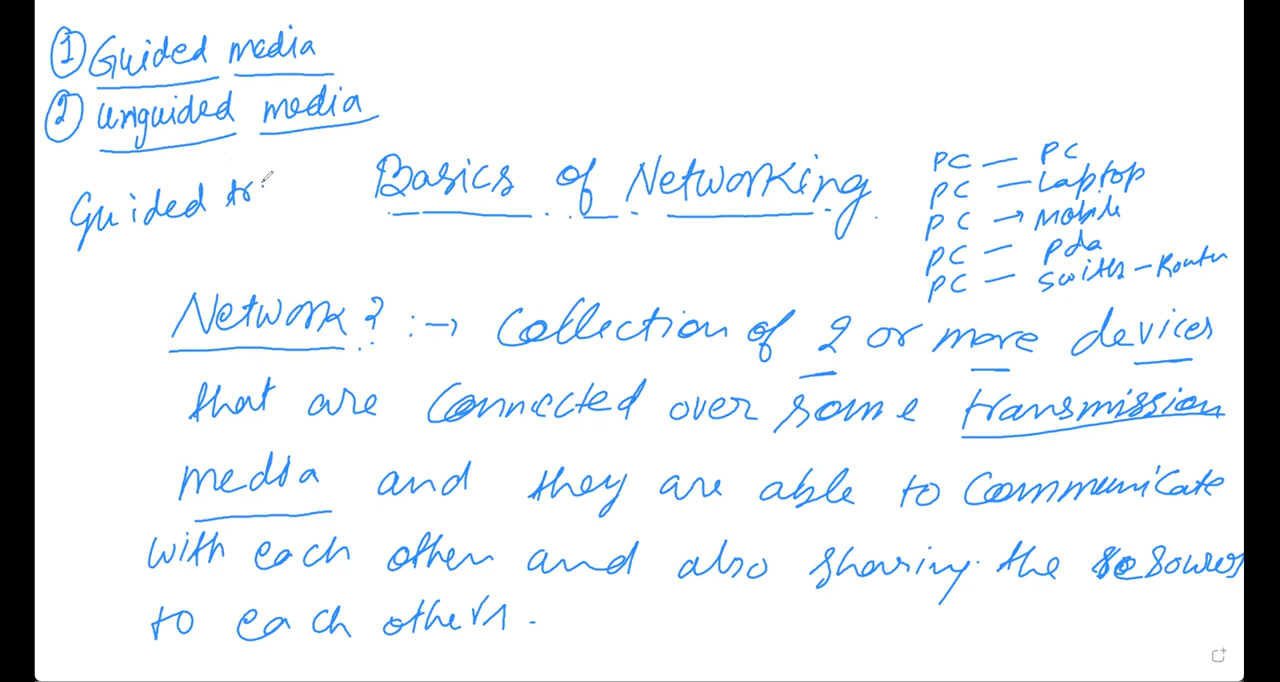 ① Guided media
② unguided media
Guided tr
Basics of Networking
PC — PC
PC — Laptop
PC → Mobile
PC — Pda
PC — Switch - Router
Network? :→ Collection of 2 or more devices
that are connected over some transmission
media and they are able to communicate
with each other and also sharing the
to each others.